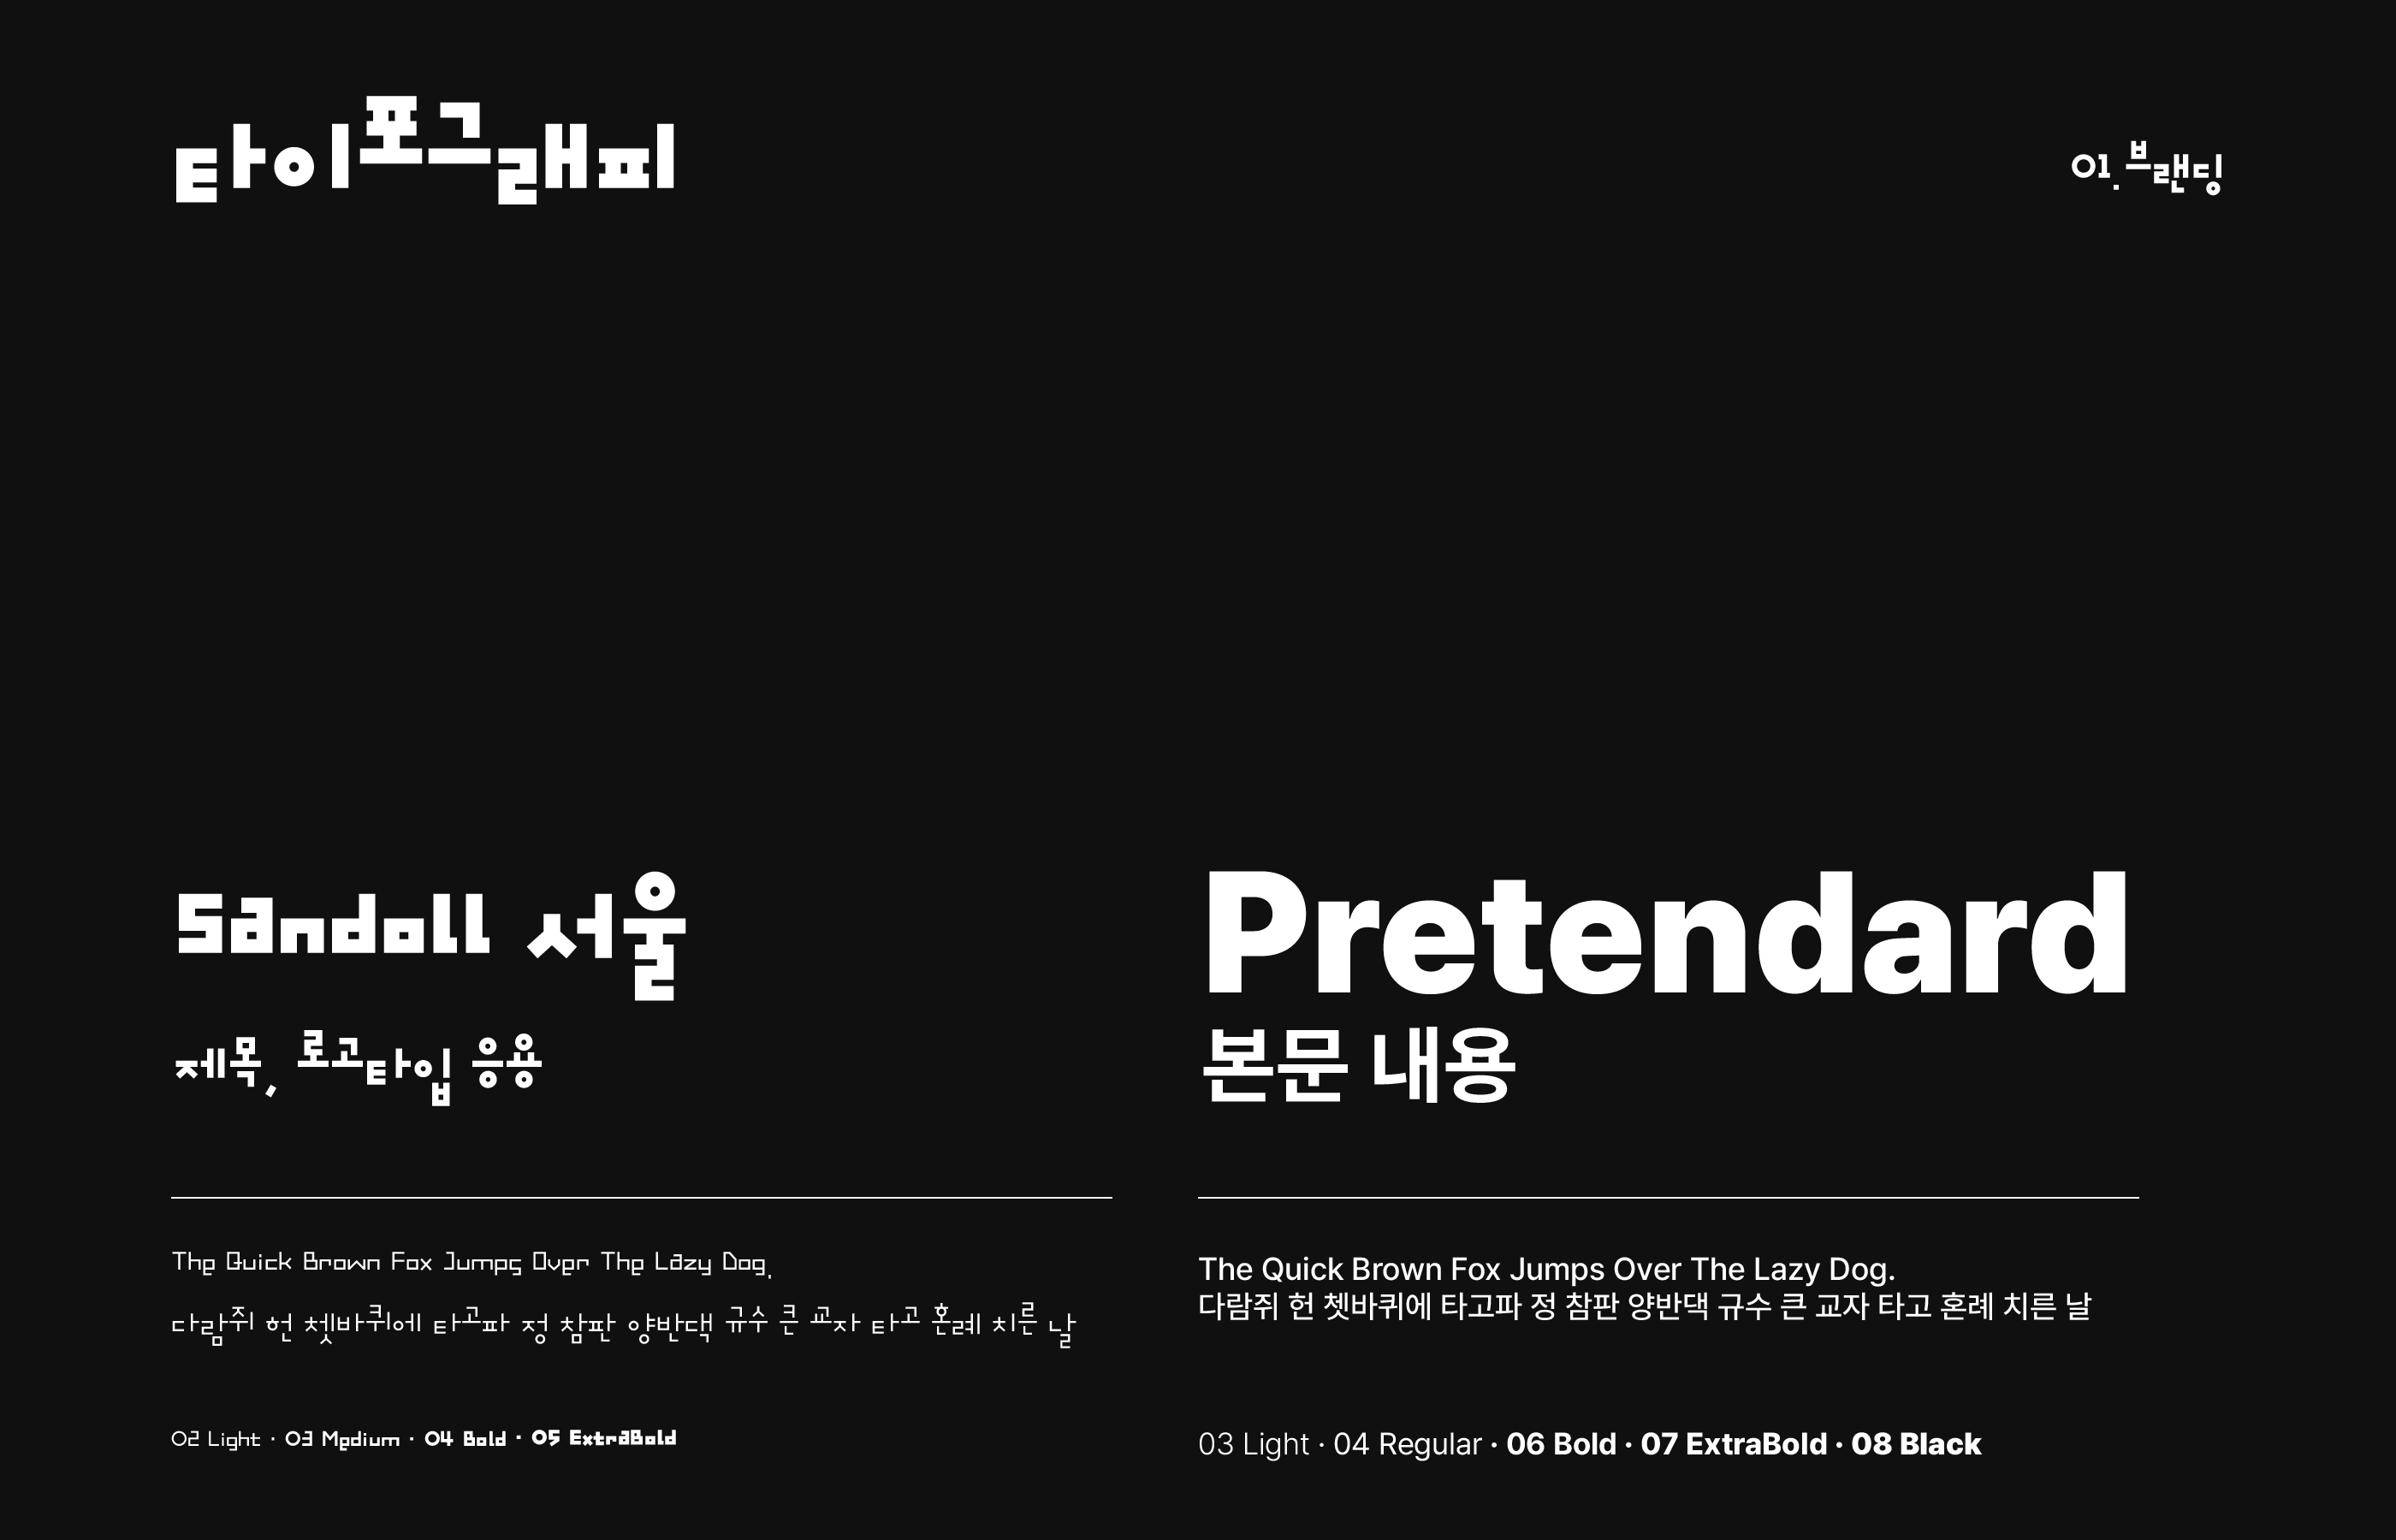 타이포그래피
01. 브랜딩
Sandoll 서울
제목, 로고타입 응용
The Quick Brown Fox Jumps Over The Lazy Dog.
다람쥐 헌 쳇바퀴에 타고파 정 참판 양반댁 규수 큰 교자 타고 혼례 치른 날
02 Light · 03 Medium · 04 Bold · 05 ExtraBold
Pretendard
본문 내용
The Quick Brown Fox Jumps Over The Lazy Dog.
다람쥐 헌 쳇바퀴에 타고파 정 참판 양반댁 규수 큰 교자 타고 혼례 치른 날
03 Light · 04 Regular · 06 Bold · 07 ExtraBold · 08 Black